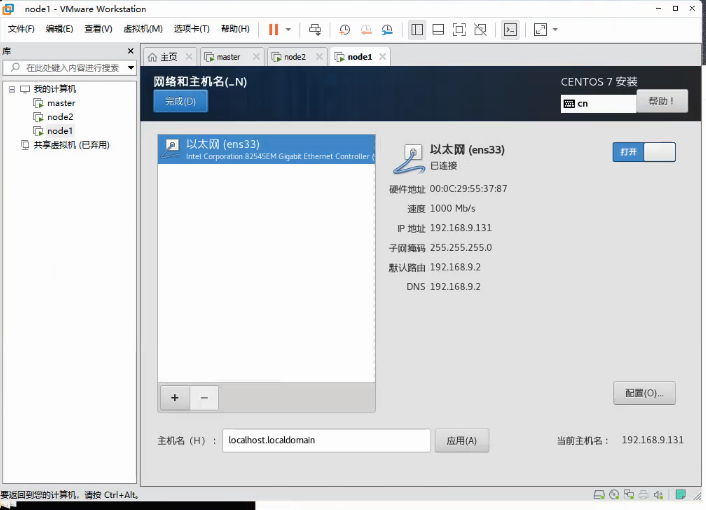 node1 - VMware Workstation
文件(F) 编辑(E) 查看(V) 虚拟机(M) 选项卡(T) 帮助(H)
库
在此处键入内容进行搜索
我的计算机
master
node2
node1
共享虚拟机 (已弃用)
主页 master node2 node1
网络和主机名(_N)
完成(D)
CENTOS 7 安装
cn
帮助！
以太网 (ens33)
Intel Corporation 82545EM Gigabit Ethernet Controller (
以太网 (ens33)
已连接
打开
硬件地址 00:0C:29:55:37:87
速度 1000 Mb/s
IP 地址 192.168.9.131
子网掩码 255.255.255.0
默认路由 192.168.9.2
DNS 192.168.9.2
+ −
配置(O)...
主机名（H）： localhost.localdomain 应用(A) 当前主机名： 192.168.9.131
要返回到您的计算机，请按 Ctrl+Alt。